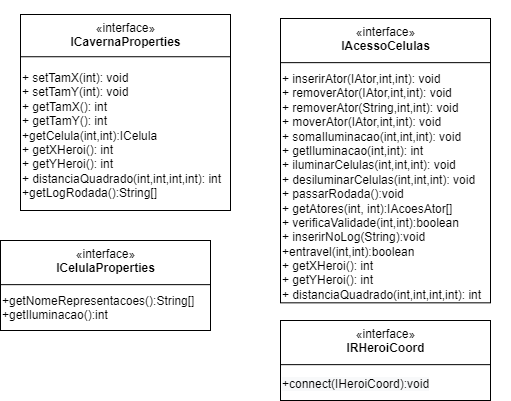 «interface»
ICavernaProperties
+ setTamX(int): void
+ setTamY(int): void
+ getTamX(): int
+ getTamY(): int
+getCelula(int,int):ICelula
+ getXHeroi(): int
+ getYHeroi(): int
+ distanciaQuadrado(int,int,int,int): int
+getLogRodada():String[]
«interface»
ICelulaProperties
+getNomeRepresentacoes():String[]
+getIluminacao():int
«interface»
IAcessoCelulas
+ inserirAtor(IAtor,int,int): void
+ removerAtor(IAtor,int,int): void
+ removerAtor(String,int,int): void
+ moverAtor(IAtor,int,int): void
+ somaIluminacao(int,int,int): void
+ getIluminacao(int,int): int
+ iluminarCelulas(int,int,int): void
+ desiluminarCelulas(int,int,int): void
+ passarRodada():void
+ getAtores(int, int):IAcoesAtor[]
+ verificaValidade(int,int):boolean
+ inserirNoLog(String):void
+entravel(int,int):boolean
+ getXHeroi(): int
+ getYHeroi(): int
+ distanciaQuadrado(int,int,int,int): int
«interface»
IRHeroiCoord
+connect(IHeroiCoord):void